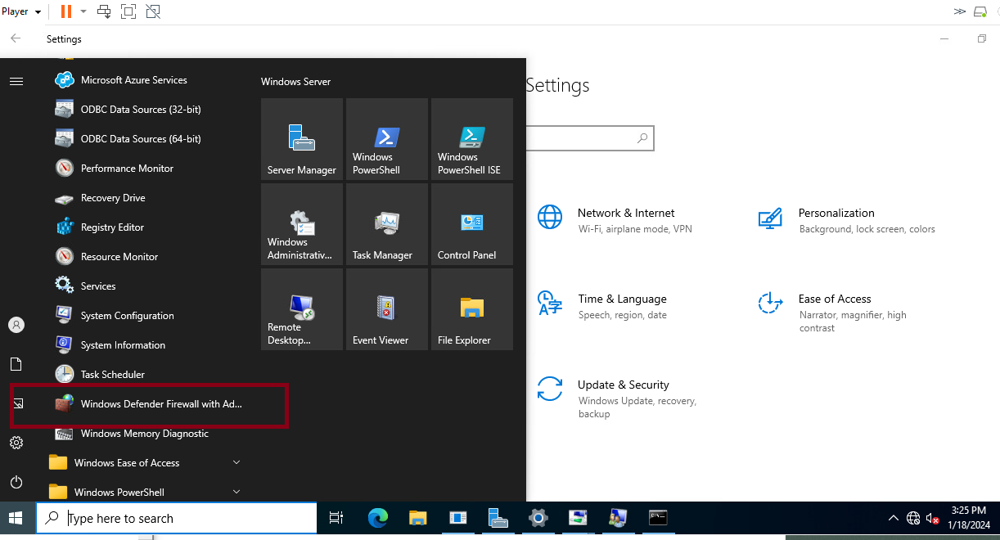 Player
Settings
Microsoft Azure Services
ODBC Data Sources (32-bit)
ODBC Data Sources (64-bit)
Performance Monitor
Recovery Drive
Registry Editor
Resource Monitor
Services
System Configuration
System Information
Task Scheduler
Windows Defender Firewall with Ad...
Windows Memory Diagnostic
Windows Ease of Access
Windows PowerShell
Windows Server
Server Manager
Windows
PowerShell
Windows
PowerShell ISE
Windows
Administrativ...
Task Manager
Control Panel
Remote
Desktop...
Event Viewer
File Explorer
Settings
Network & Internet
Wi-Fi, airplane mode, VPN
Personalization
Background, lock screen, colors
Time & Language
Speech, region, date
Ease of Access
Narrator, magnifier, high
contrast
Update & Security
Windows Update, recovery,
backup
Type here to search
3:25 PM
1/18/2024